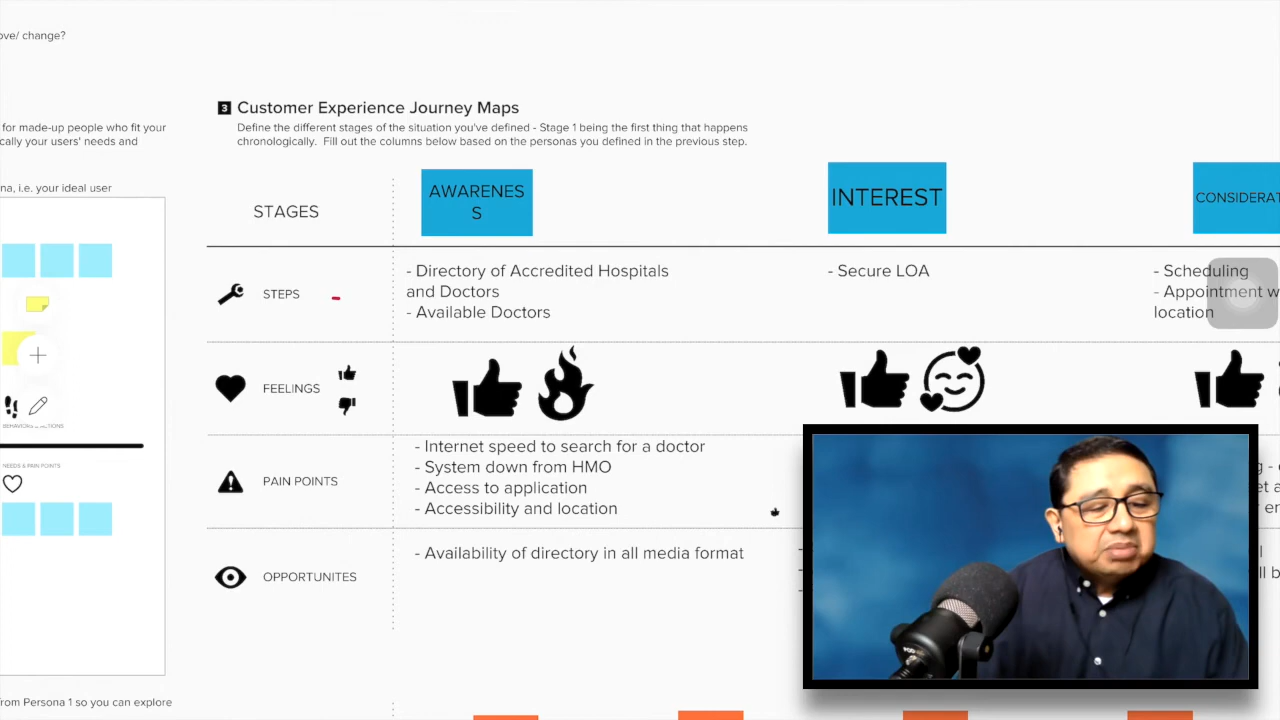 ove/ change?
3 Customer Experience Journey Maps
Define the different stages of the situation you've defined - Stage 1 being the first thing that happens
chronologically. Fill out the columns below based on the personas you defined in the previous step.
for made-up people who fit your
cally your users' needs and
na, i.e. your ideal user
STAGES
AWARENES
S
INTEREST
CONSIDERAT
STEPS
- Directory of Accredited Hospitals
and Doctors
- Available Doctors
- Secure LOA
- Scheduling
- Appointment w
location
FEELINGS
PAIN POINTS
- Internet speed to search for a doctor
- System down from HMO
- Access to application
- Accessibility and location
OPPORTUNITES
- Availability of directory in all media format
NEEDS & PAIN POINTS
from Persona 1 so you can explore